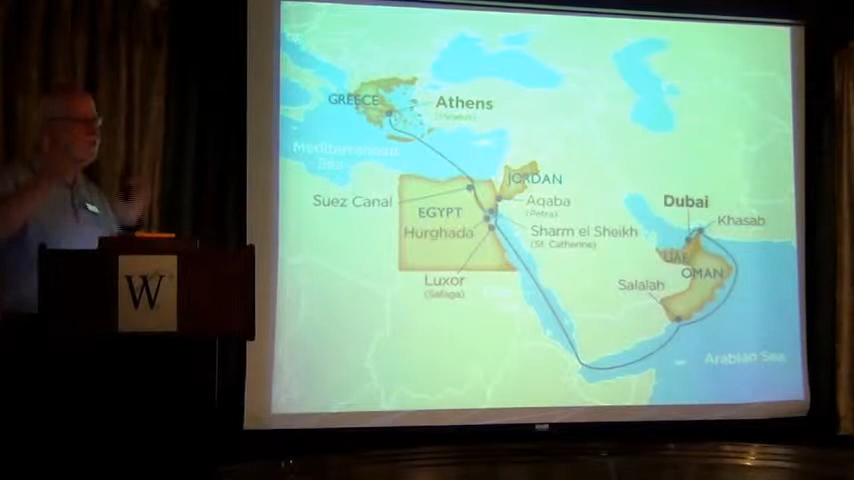 GREECE
Athens
(Piraeus)
Mediterranean
Sea
JORDAN
Suez Canal
Aqaba
(Petra)
Dubai
EGYPT
Khasab
Hurghada
Sharm el Sheikh
(St. Catherine)
UAE
OMAN
Luxor
(Safaga)
Salalah
Arabian Sea
W